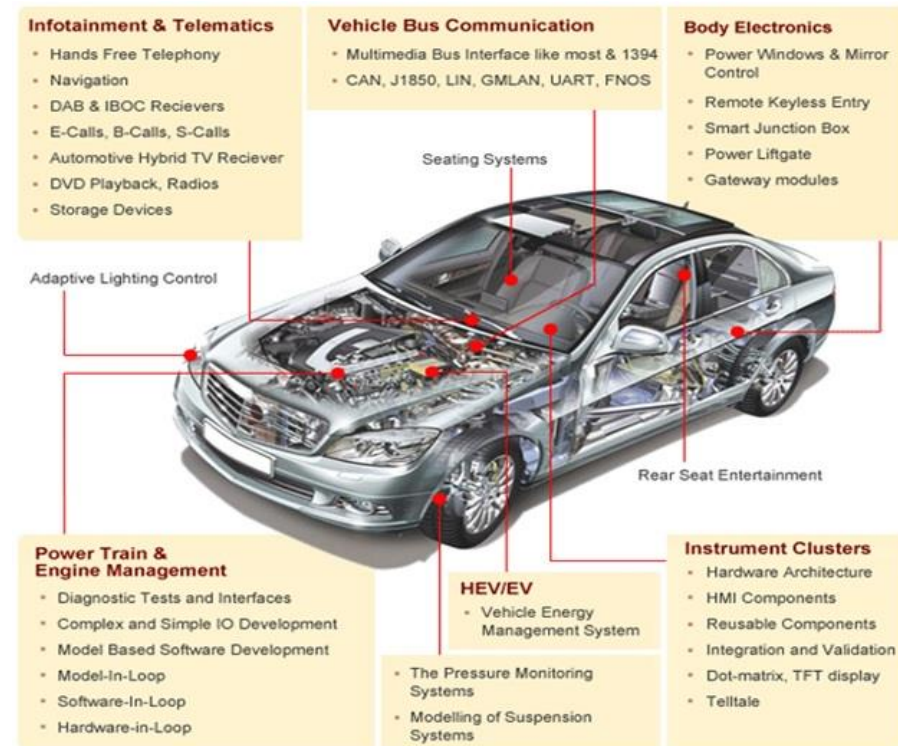 Infotainment & Telematics
Hands Free Telephony
Navigation
DAB & IBOC Recievers
E-Calls, B-Calls, S-Calls
Automotive Hybrid TV Reciever
DVD Playback, Radios
Storage Devices
Vehicle Bus Communication
Multimedia Bus Interface like most & 1394
CAN, J1850, LIN, GMLAN, UART, FNOS
Body Electronics
Power Windows & Mirror
Control
Remote Keyless Entry
Smart Junction Box
Power Liftgate
Gateway modules
Seating Systems
Adaptive Lighting Control
Rear Seat Entertainment
Power Train &
Engine Management
Diagnostic Tests and Interfaces
Complex and Simple IO Development
Model Based Software Development
Model-In-Loop
Software-In-Loop
Hardware-in-Loop
HEV/EV
Vehicle Energy
Management System
The Pressure Monitoring
Systems
Modelling of Suspension
Systems
Instrument Clusters
Hardware Architecture
HMI Components
Reusable Components
Integration and Validation
Dot-matrix, TFT display
Telltale